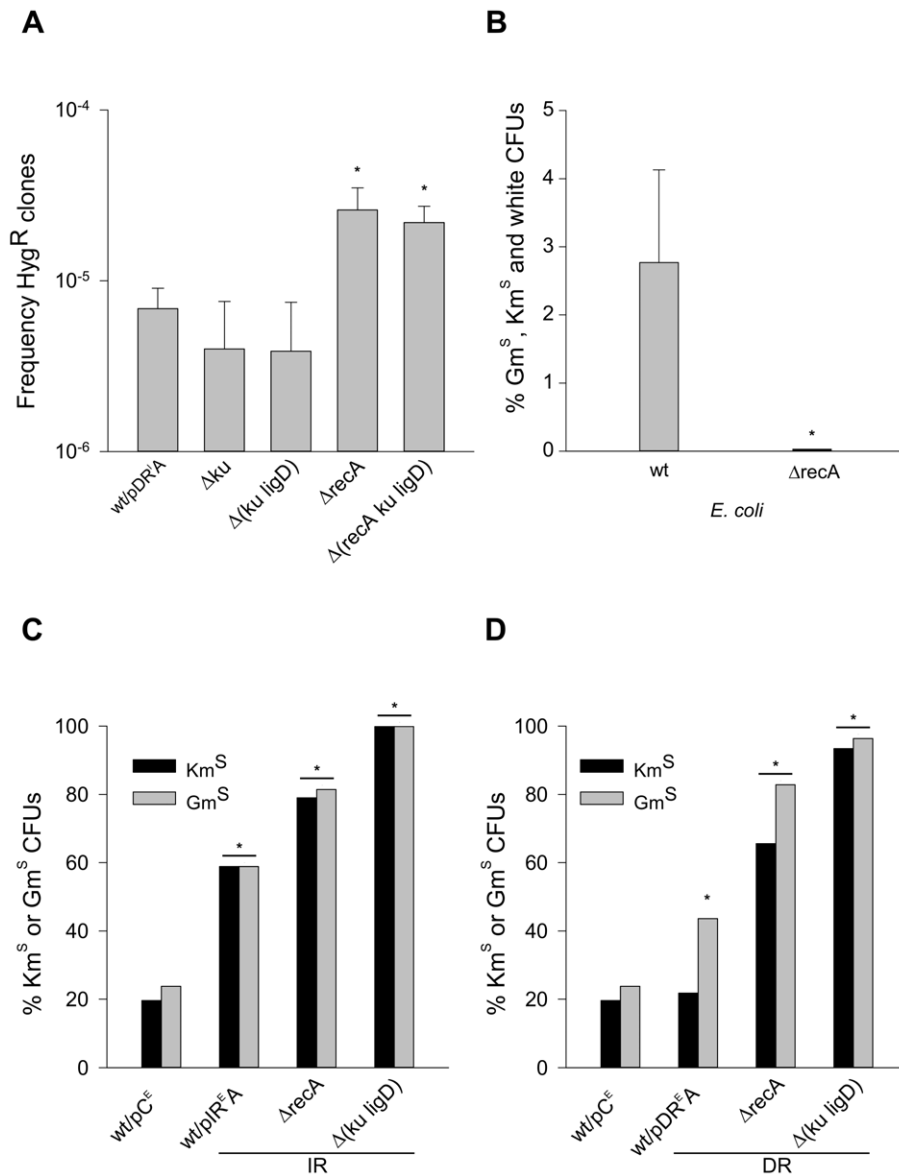 A
Frequency Hyg^R clones
10^-4
10^-5
10^-6
wt/pDR^IA
Δku
Δ(ku ligD)
ΔrecA
Δ(recA ku ligD)
*
*
B
% Gm^S, Km^S and white CFUs
5
4
3
2
1
0
*
wt
ΔrecA
E. coli
C
% Km^S or Gm^S CFUs
100
80
60
40
20
0
Km^S
Gm^S
*
*
*
wt/pC^E
wt/pIR^EA
ΔrecA
Δ(ku ligD)
IR
D
% Km^S or Gm^S CFUs
100
80
60
40
20
0
Km^S
Gm^S
*
*
*
wt/pC^E
wt/pDR^EA
ΔrecA
Δ(ku ligD)
DR